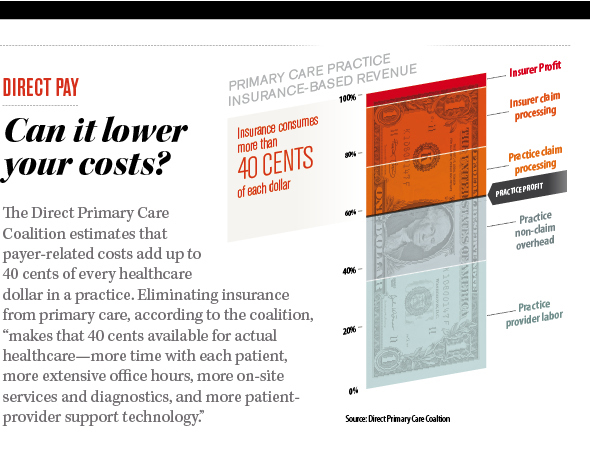 DIRECT PAY
Can it lower
your costs?
The Direct Primary Care
Coalition estimates that
payer-related costs add up to
40 cents of every healthcare
dollar in a practice. Eliminating insurance
from primary care, according to the coalition,
“makes that 40 cents available for actual
healthcare—more time with each patient,
more extensive office hours, more on-site
services and diagnostics, and more patient-
provider support technology.”
PRIMARY CARE PRACTICE
INSURANCE-BASED REVENUE
Insurance consumes
more than
40 CENTS
of each dollar
100%
80%
60%
40%
20%
0%
Insurer Profit
Insurer claim
processing
Practice claim
processing
PRACTICE PROFIT
Practice
non-claim
overhead
Practice
provider labor
Source: Direct Primary Care Coaltion